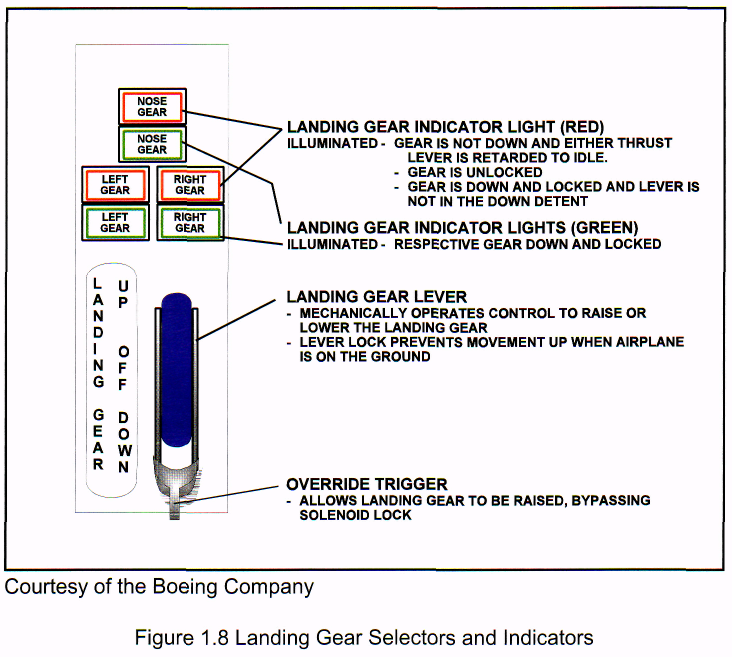 NOSE
GEAR
NOSE
GEAR
LEFT
GEAR
RIGHT
GEAR
LEFT
GEAR
RIGHT
GEAR
LANDING GEAR INDICATOR LIGHT (RED)
ILLUMINATED - GEAR IS NOT DOWN AND EITHER THRUST
LEVER IS RETARDED TO IDLE.
- GEAR IS UNLOCKED
- GEAR IS DOWN AND LOCKED AND LEVER IS
NOT IN THE DOWN DETENT
LANDING GEAR INDICATOR LIGHTS (GREEN)
ILLUMINATED - RESPECTIVE GEAR DOWN AND LOCKED
LANDING GEAR
UP OFF DOWN
LANDING GEAR LEVER
- MECHANICALLY OPERATES CONTROL TO RAISE OR
LOWER THE LANDING GEAR
- LEVER LOCK PREVENTS MOVEMENT UP WHEN AIRPLANE
IS ON THE GROUND
OVERRIDE TRIGGER
- ALLOWS LANDING GEAR TO BE RAISED, BYPASSING
SOLENOID LOCK
Courtesy of the Boeing Company
Figure 1.8 Landing Gear Selectors and Indicators